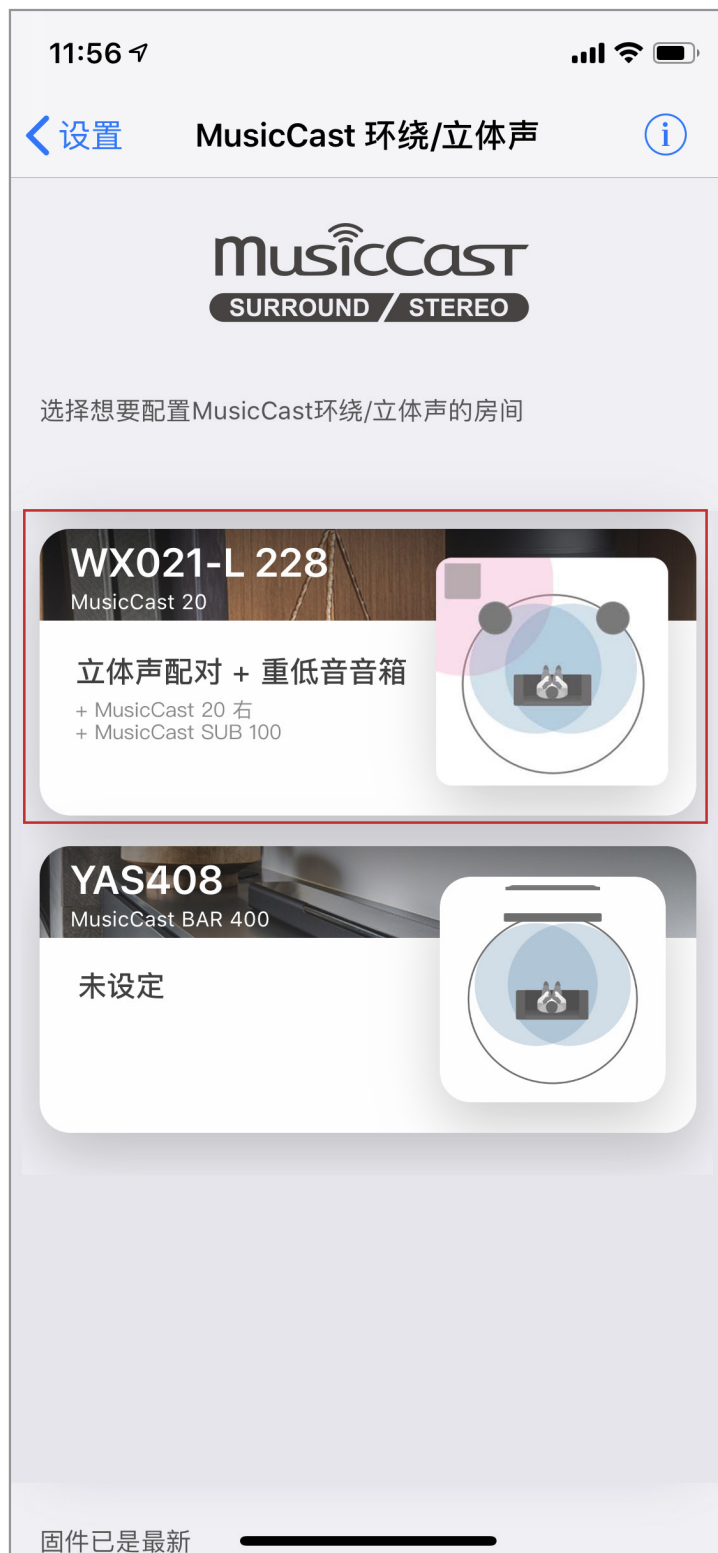 11:56
设置
MusicCast 环绕/立体声
i
MusicCast
SURROUND / STEREO
选择想要配置MusicCast环绕/立体声的房间
WX021-L 228
MusicCast 20
立体声配对 + 重低音音箱
+ MusicCast 20 右
+ MusicCast SUB 100
YAS408
MusicCast BAR 400
未设定
固件已是最新